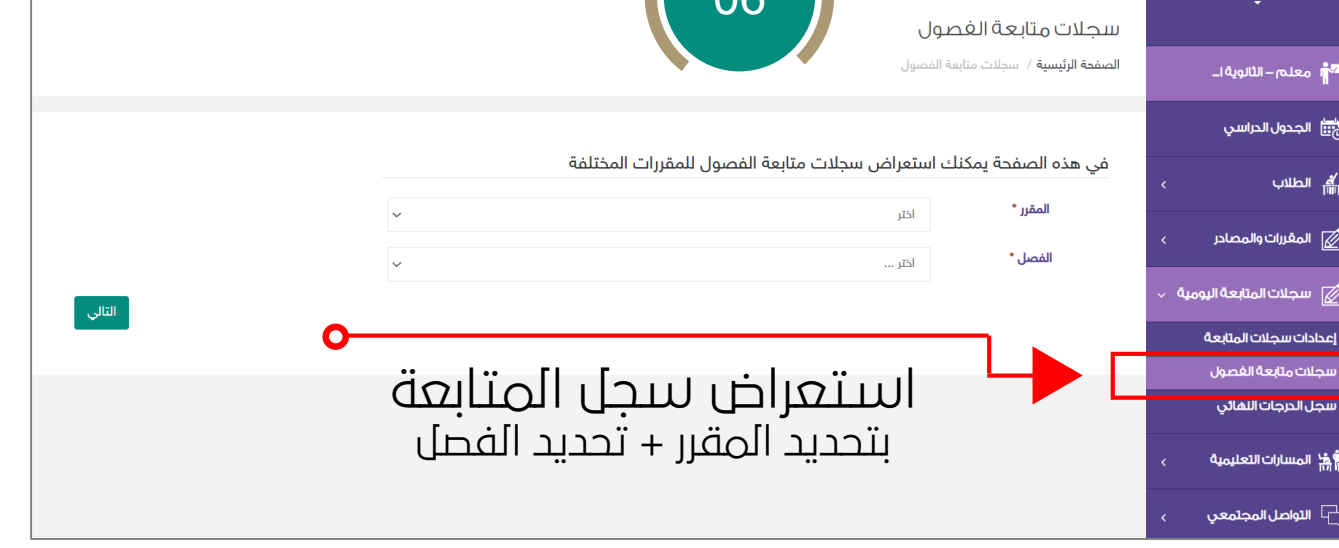 06
سجلات متابعة الفصول
الصفحة الرئيسية / سجلات متابعة الفصول
في هذه الصفحة يمكنك استعراض سجلات متابعة الفصول للمقررات المختلفة
المقرر *
اختر
الفصل *
اختر ...
التالي
استعراض سجل المتابعة
بتحديد المقرر + تحديد الفصل
معلم – الثانوية ا...
الجدول الدراسي
الطلاب
المقررات والمصادر
سجلات المتابعة اليومية
إعدادات سجلات المتابعة
سجلات متابعة الفصول
سجل الدرجات النهائي
المسارات التعليمية
التواصل المجتمعي